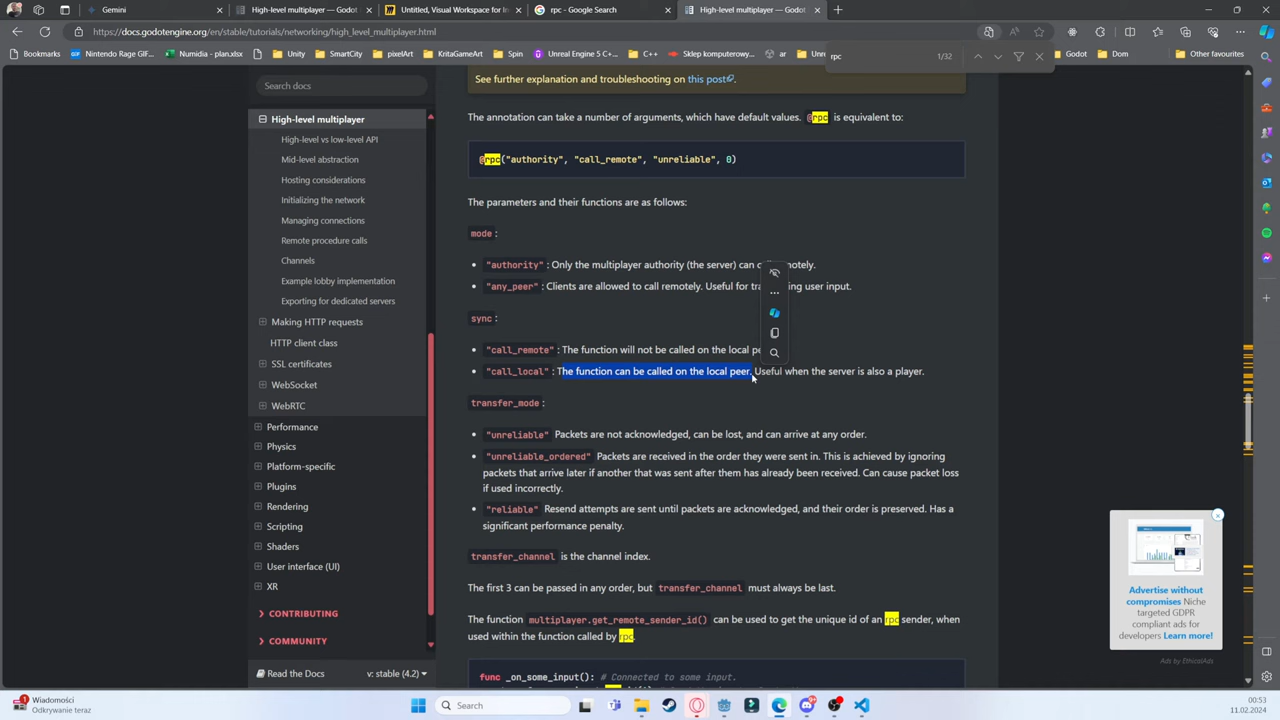 Gemini
High-level multiplayer — Godot
Untitled, Workspace for In
rpc - Google Search
High-level multiplayer — Godot
https://docs.godotengine.org/en/stable/tutorials/networking/high_level_multiplayer.html
Bookmarks
Nintendo Rage GIF...
Numidia - plan.xlsx
Unity
SmartCity
pixelArt
KritaGameArt
Spin
Unreal Engine 5 C++...
C++
Sklep komputerowy...
ar
Unre
Godot
Dom
Other favourites
rpc
1/32
Search docs
High-level multiplayer
High-level vs low-level API
Mid-level abstraction
Hosting considerations
Initializing the network
Managing connections
Remote procedure calls
Channels
Example lobby implementation
Exporting for dedicated servers
Making HTTP requests
HTTP client class
SSL certificates
WebSocket
WebRTC
Performance
Physics
Platform-specific
Plugins
Rendering
Scripting
Shaders
User interface (UI)
XR
CONTRIBUTING
COMMUNITY
Read the Docs
v: stable (4.2)
See further explanation and troubleshooting on this post.
The annotation can take a number of arguments, which have default values. @rpc is equivalent to:
@rpc("authority", "call_remote", "unreliable", 0)
The parameters and their functions are as follows:
mode :
"authority" : Only the multiplayer authority (the server) can c motely.
"any_peer" : Clients are allowed to call remotely. Useful for tra ing user input.
sync :
"call_remote" : The function will not be called on the local pe
"call_local" : The function can be called on the local peer. Useful when the server is also a player.
transfer_mode :
"unreliable" Packets are not acknowledged, can be lost, and can arrive at any order.
"unreliable_ordered" Packets are received in the order they were sent in. This is achieved by ignoring
packets that arrive later if another that was sent after them has already been received. Can cause packet loss
if used incorrectly.
"reliable" Resend attempts are sent until packets are acknowledged, and their order is preserved. Has a
significant performance penalty.
transfer_channel is the channel index.
The first 3 can be passed in any order, but transfer_channel must always be last.
The function multiplayer.get_remote_sender_id() can be used to get the unique id of an rpc sender, when
used within the function called by rpc.
func _on_some_input(): # Connected to some input.
Advertise without
compromises Niche
targeted GDPR
compliant ads for
developers Learn more!
Ads by EthicalAds
Wiadomości
Odkrywanie teraz
Search
00:53
11.02.2024